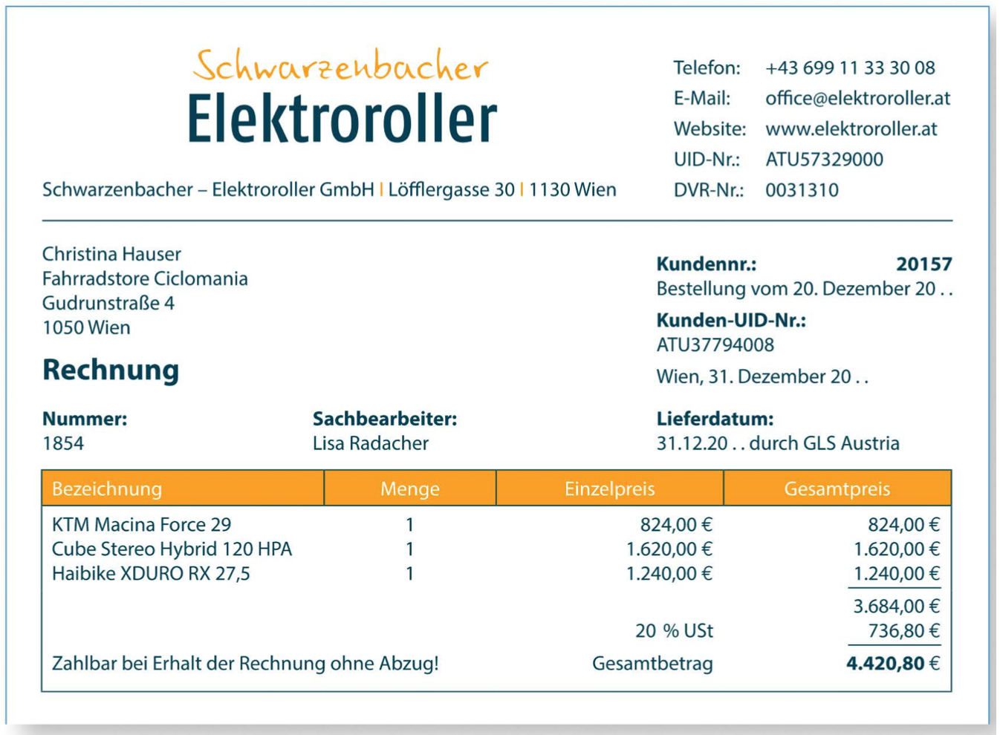 Schwarzenbacher
Elektroroller
Schwarzenbacher – Elektroroller GmbH | Löfflergasse 30 | 1130 Wien
Telefon: +43 699 11 33 30 08
E-Mail: office@elektroroller.at
Website: www.elektroroller.at
UID-Nr.: ATU57329000
DVR-Nr.: 0031310
Christina Hauser
Fahrradstore Ciclomania
Gudrunstraße 4
1050 Wien
Kundennr.: 20157
Bestellung vom 20. Dezember 20 . .
Kunden-UID-Nr.:
ATU37794008
Wien, 31. Dezember 20 . .
Rechnung
Nummer: Sachbearbeiter: Lieferdatum:
1854 Lisa Radacher 31.12.20 . . durch GLS Austria
Bezeichnung Menge Einzelpreis Gesamtpreis
KTM Macina Force 29 1 824,00 € 824,00 €
Cube Stereo Hybrid 120 HPA 1 1.620,00 € 1.620,00 €
Haibike XDURO RX 27,5 1 1.240,00 € 1.240,00 €
3.684,00 €
20 % USt 736,80 €
Zahlbar bei Erhalt der Rechnung ohne Abzug! Gesamtbetrag 4.420,80 €